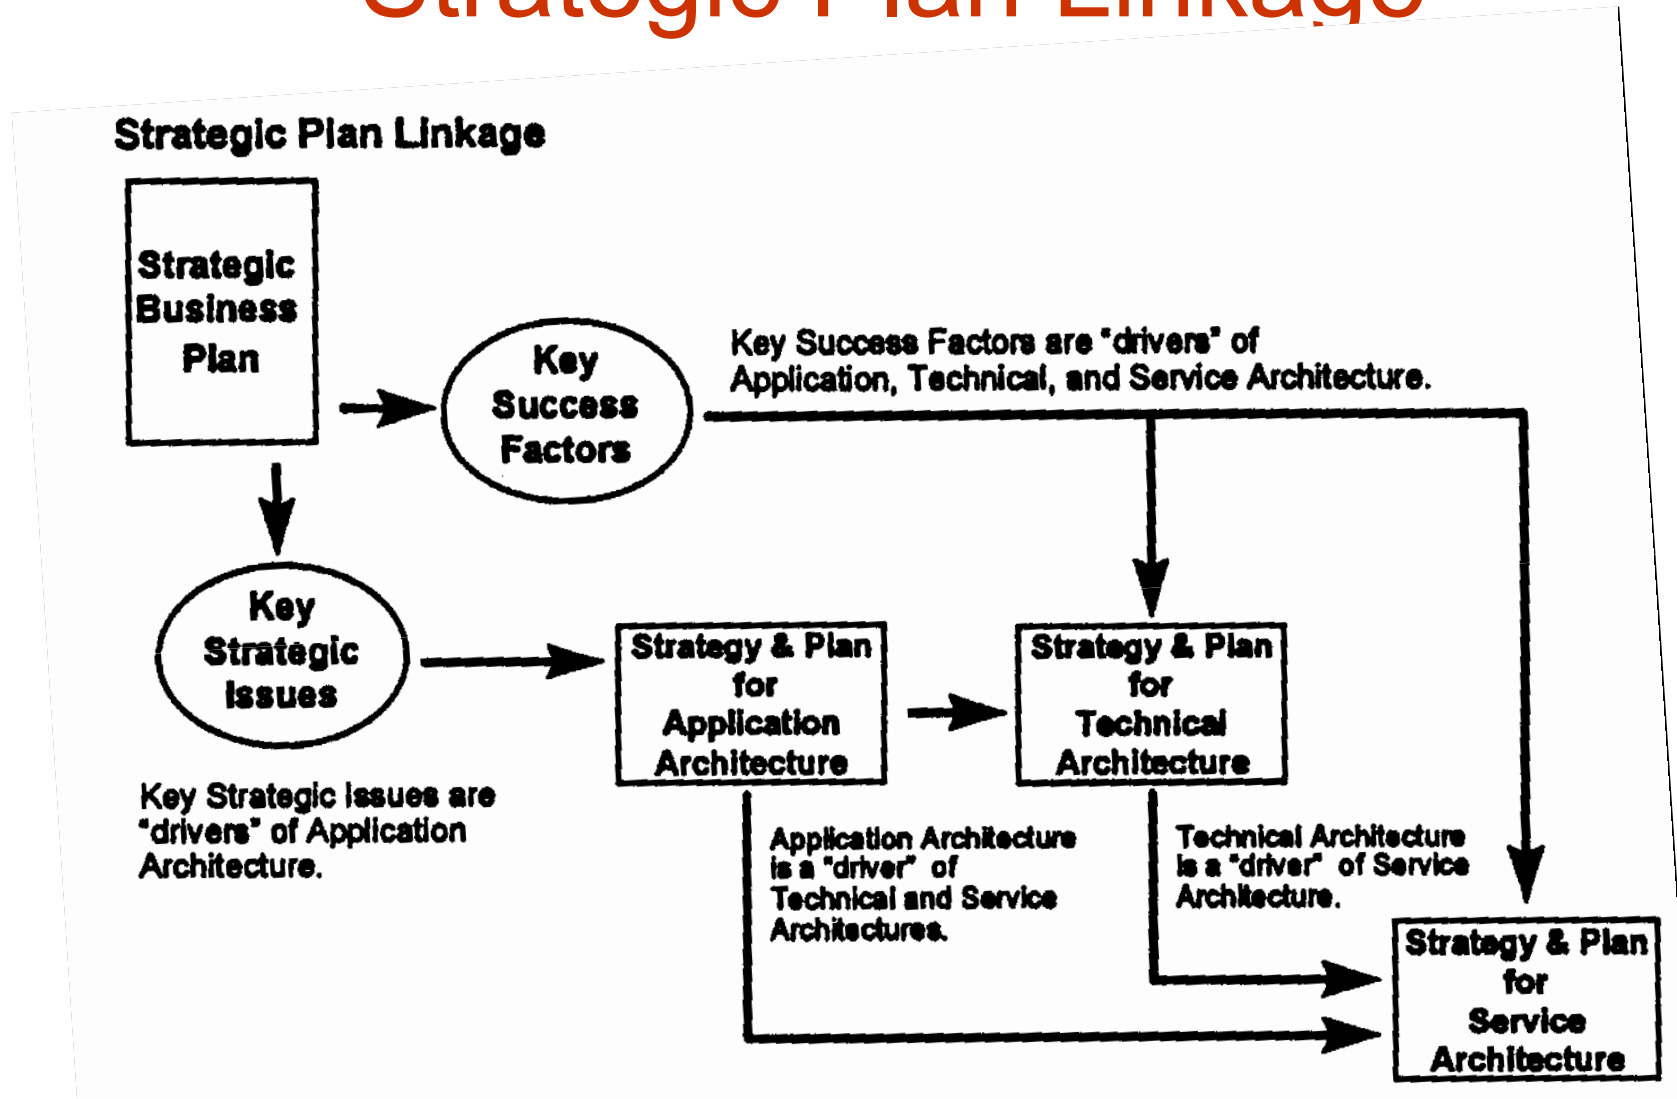 Strategic Plan Linkage
Strategic Plan Linkage
Strategic
Business
Plan
Key
Success
Factors
Key Success Factors are "drivers" of
Application, Technical, and Service Architecture.
Key
Strategic
Issues
Strategy & Plan
for
Application
Architecture
Strategy & Plan
for
Technical
Architecture
Key Strategic Issues are
"drivers" of Application
Architecture.
Application Architecture
is a "driver" of
Technical and Service
Architectures.
Technical Architecture
is a "driver" of Service
Architecture.
Strategy & Plan
for
Service
Architecture